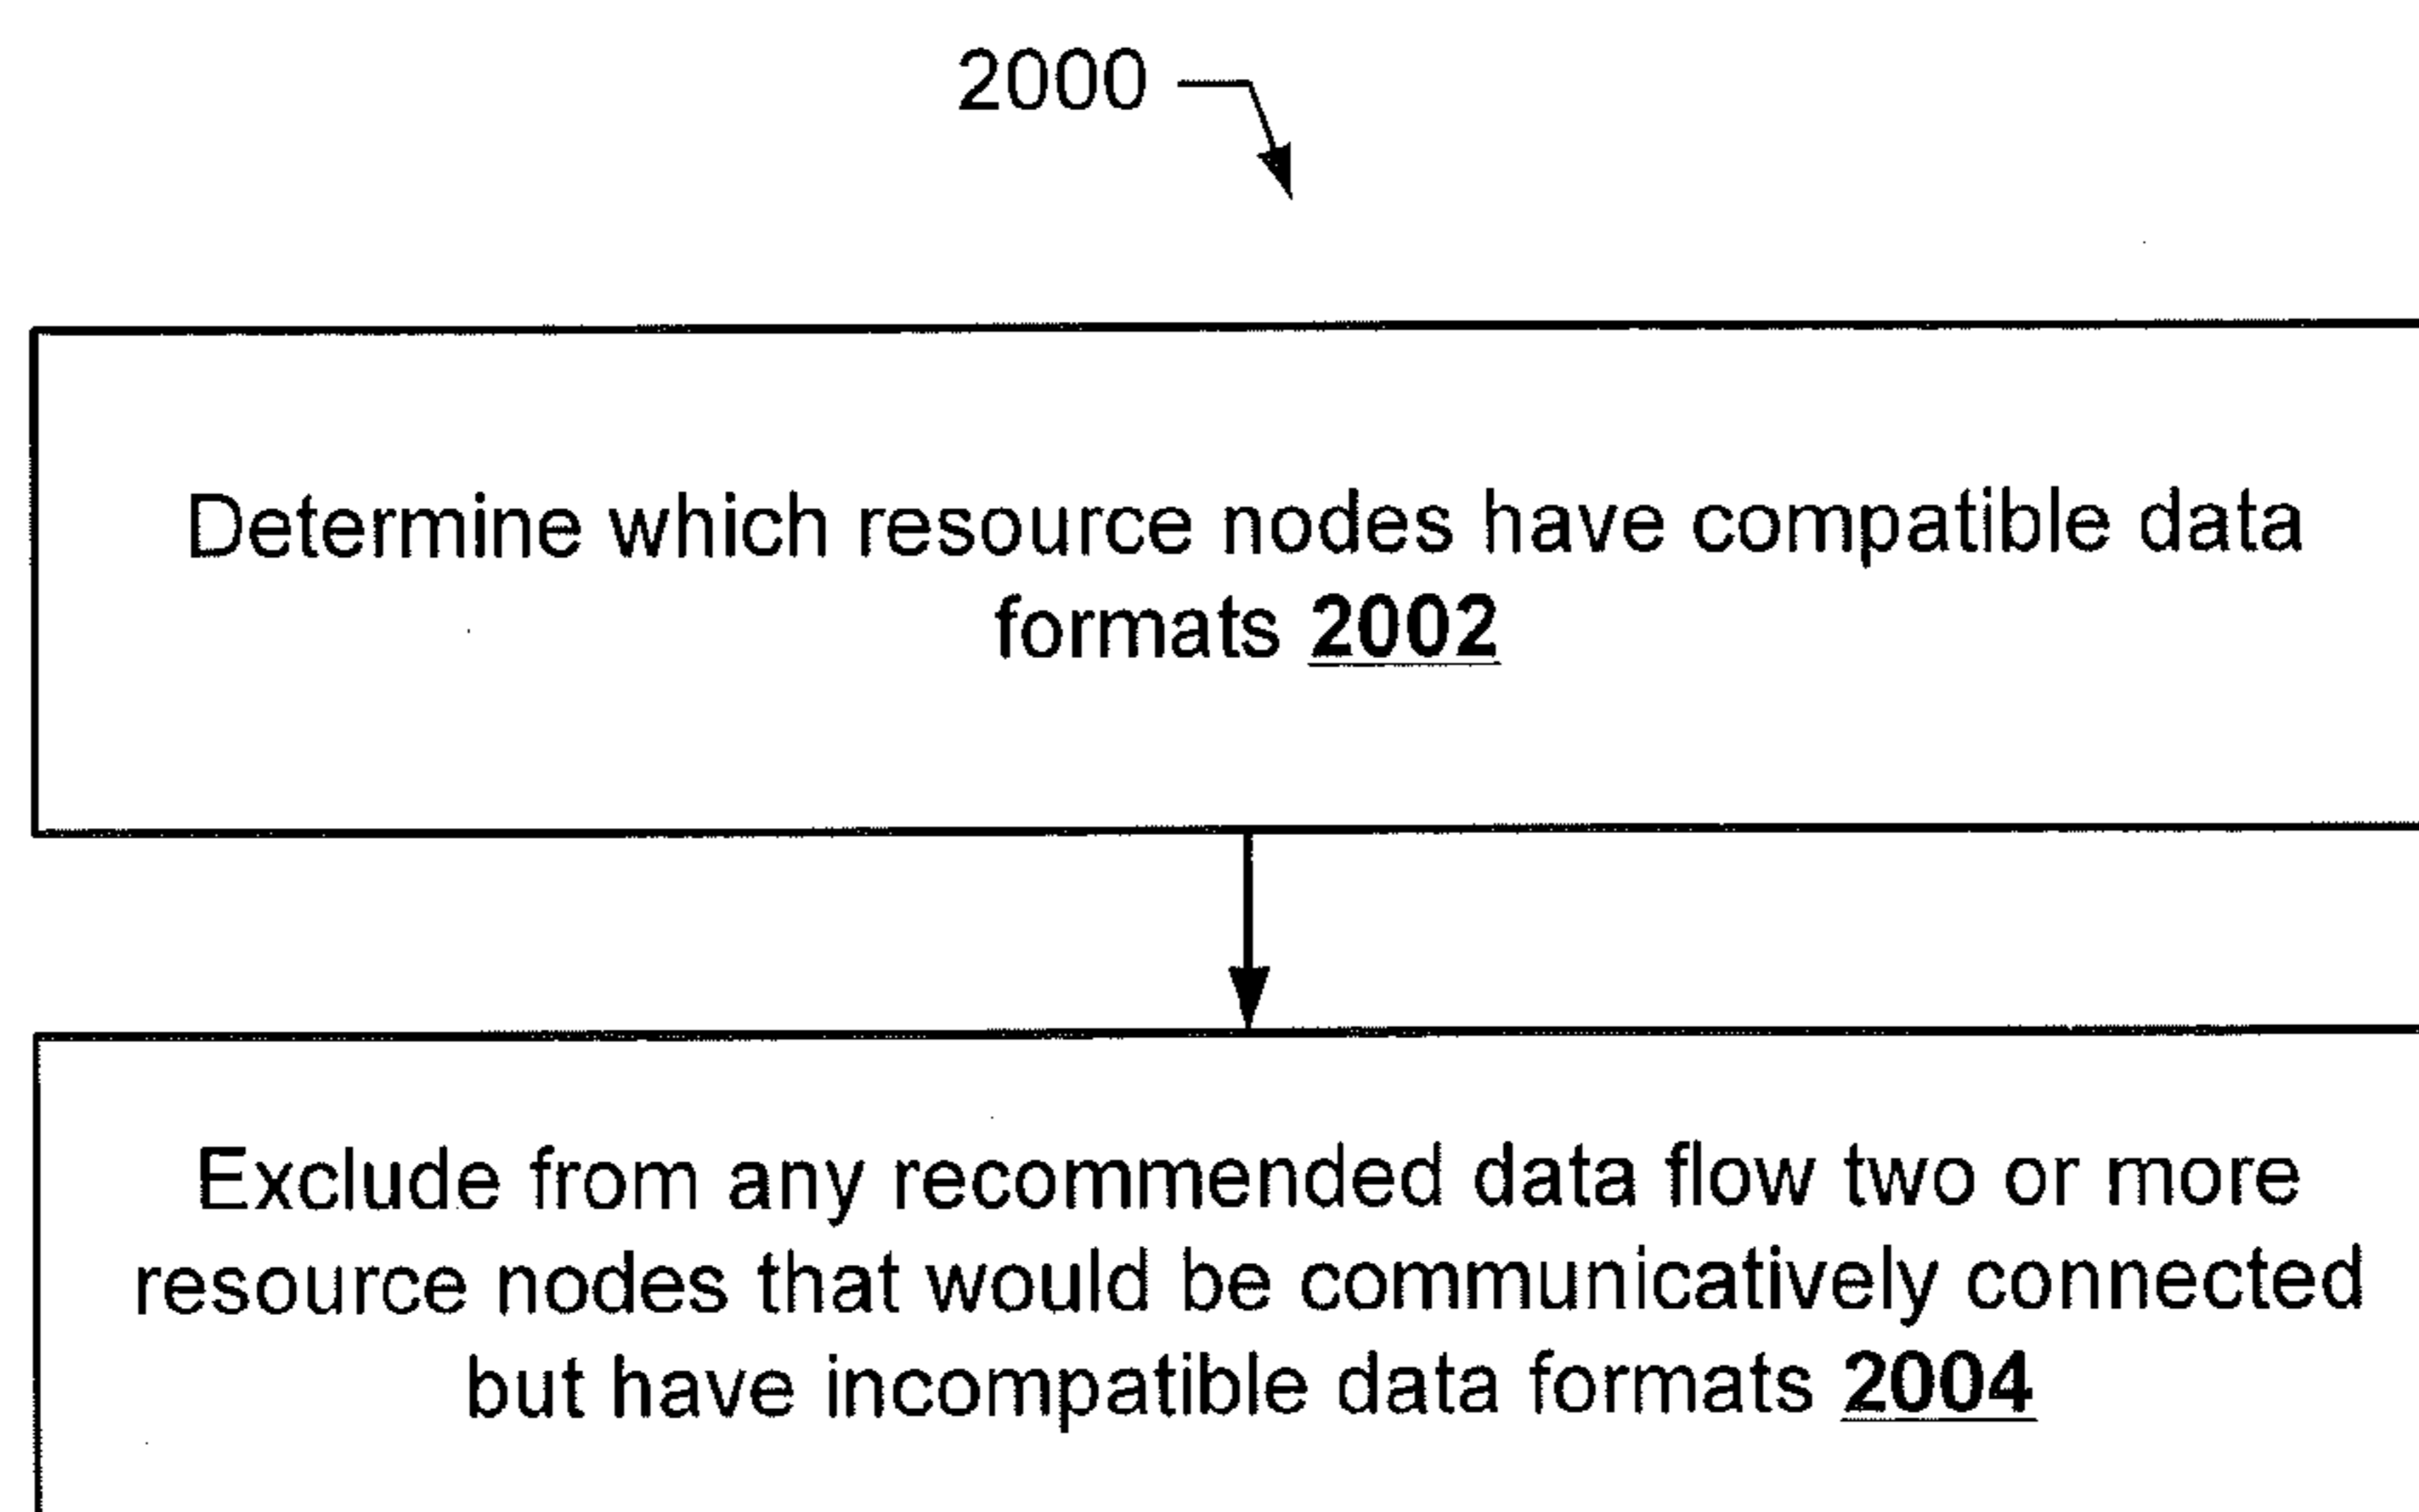 2000
Determine which resource nodes have compatible data
formats 2002
Exclude from any recommended data flow two or more
resource nodes that would be communicatively connected
but have incompatible data formats 2004